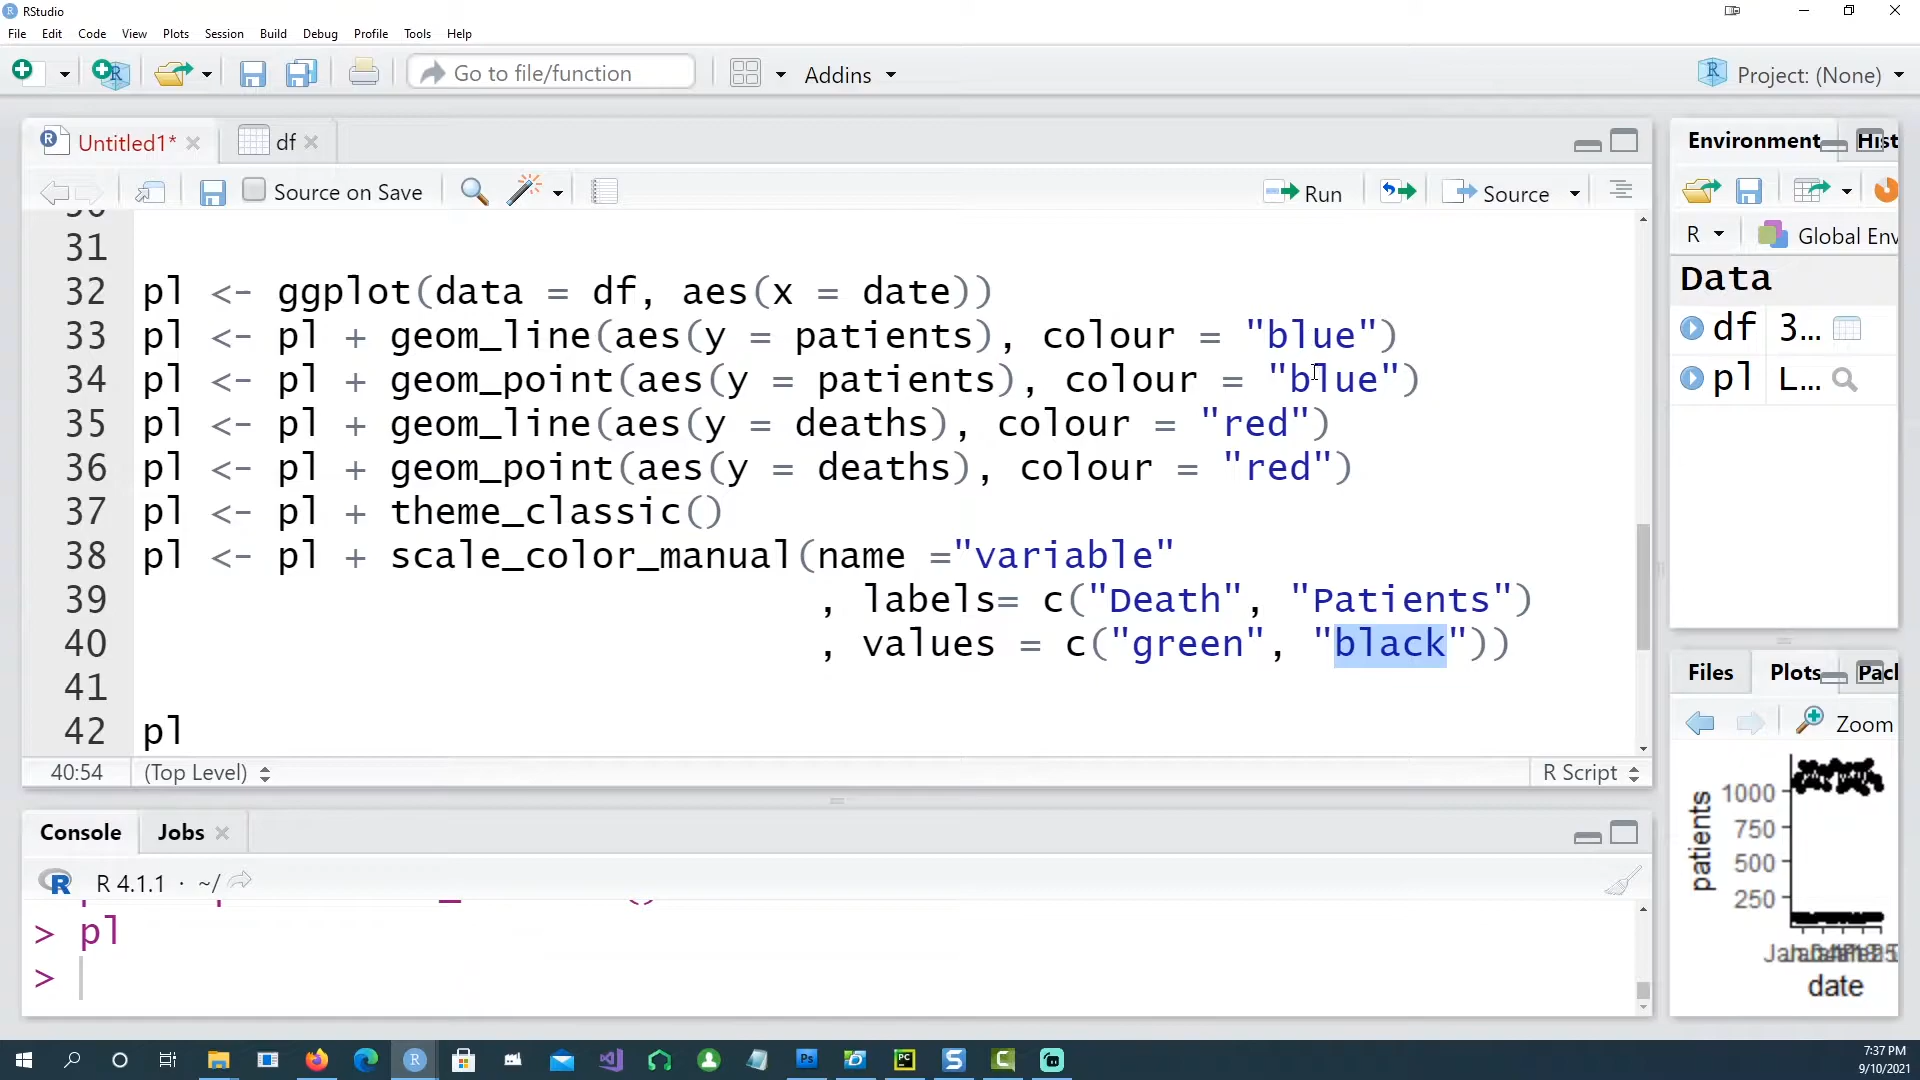 RStudio
File Edit Code View Plots Session Build Debug Profile Tools Help
Go to file/function Addins Project: (None)
Untitled1* df
Source on Save Run Source
31
32 pl <- ggplot(data = df, aes(x = date))
33 pl <- pl + geom_line(aes(y = patients), colour = "blue")
34 pl <- pl + geom_point(aes(y = patients), colour = "blue")
35 pl <- pl + geom_line(aes(y = deaths), colour = "red")
36 pl <- pl + geom_point(aes(y = deaths), colour = "red")
37 pl <- pl + theme_classic()
38 pl <- pl + scale_color_manual(name ="variable"
39 , labels= c("Death", "Patients")
40 , values = c("green", "black"))
41
42 pl
40:54 (Top Level) R Script
Console Jobs
R 4.1.1 · ~/
> pl
>
Environment Hist
R Global Env
Data
df 3...
pl L...
Files Plots Pack
Zoom
patients
1000
750
500
250
date
7:37 PM
9/10/2021